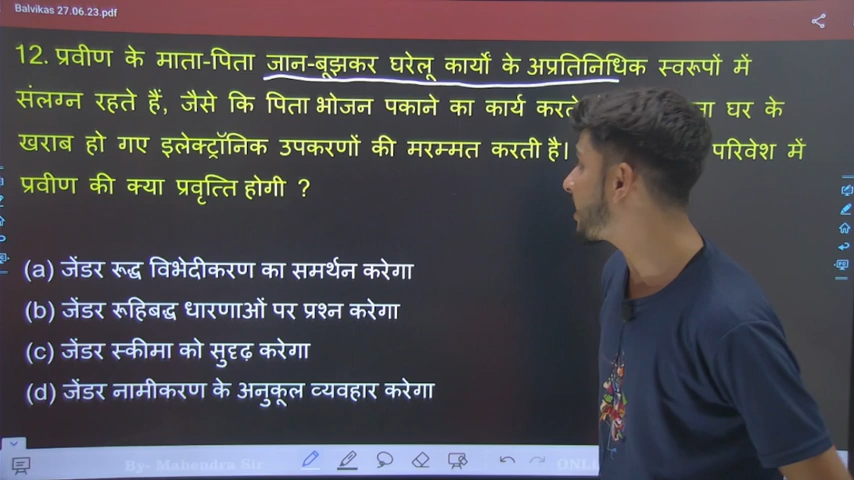 Balvikas 27.06.23.pdf
12. प्रवीण के माता-पिता जान-बूझकर घरेलू कार्यों के अप्रतिनिधिक स्वरूपों में
संलग्न रहते हैं, जैसे कि पिता भोजन पकाने का कार्य करते घर के
खराब हो गए इलेक्ट्रॉनिक उपकरणों की मरम्मत करती है। परिवेश में
प्रवीण की क्या प्रवृत्ति होगी ?
(a) जेंडर रूढ विभेदीकरण का समर्थन करेगा
(b) जेंडर रूहिबद्ध धारणाओं पर प्रश्न करेगा
(c) जेंडर स्कीमा को सुदृढ़ करेगा
(d) जेंडर नामीकरण के अनुकूल व्यवहार करेगा
By- Mahendra Sir